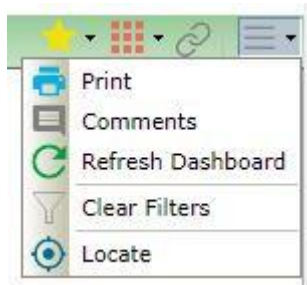 Print
Comments
Refresh Dashboard
Clear Filters
Locate